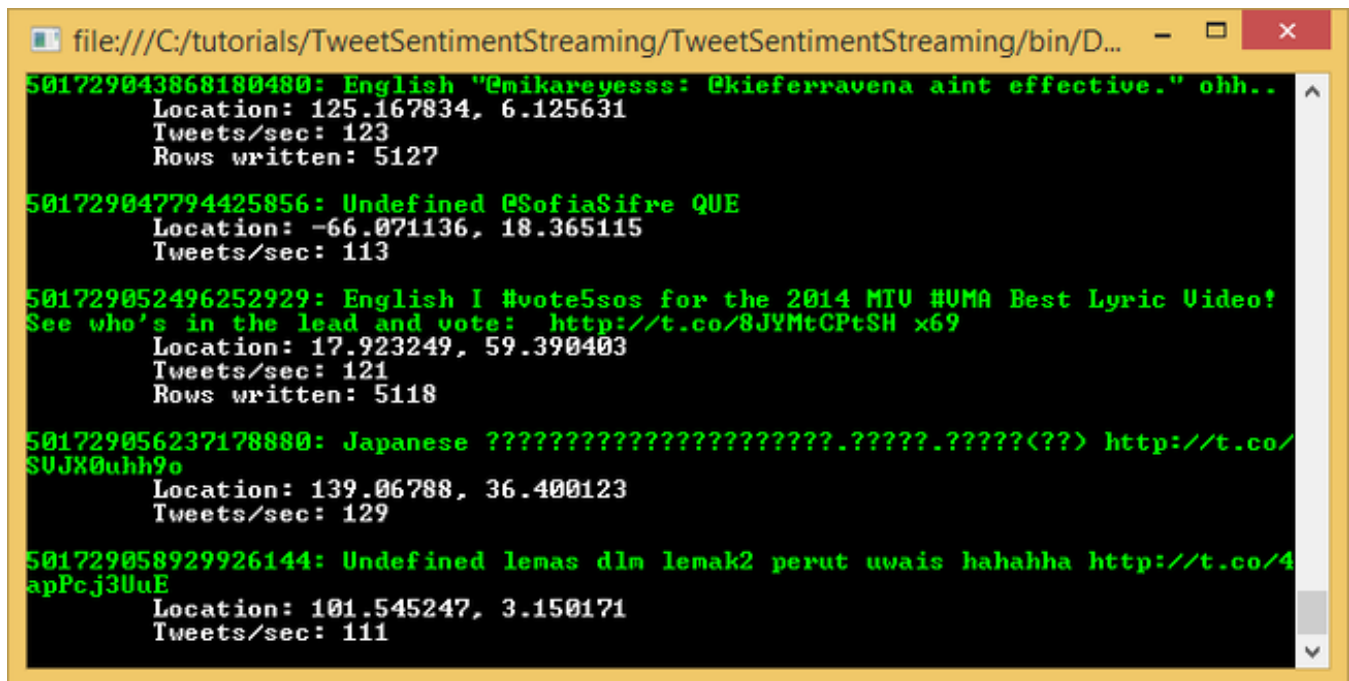 file:///C:/tutorials/TweetSentimentStreaming/TweetSentimentStreaming/bin/D...
501729043868180480: English "@mikareyesss: @kieferravena aint effective." ohh..
Location: 125.167834, 6.125631
Tweets/sec: 123
Rows written: 5127
501729047794425856: Undefined @SofiaSifre QUE
Location: -66.071136, 18.365115
Tweets/sec: 113
501729052496252929: English I #vote5sos for the 2014 MTV #VMA Best Lyric Video!
See who's in the lead and vote:  http://t.co/8JYMtCPtSH x69
Location: 17.923249, 59.390403
Tweets/sec: 121
Rows written: 5118
501729056237178880: Japanese ??????????????????????.?????.?????(??) http://t.co/
SVJX0uhh9o
Location: 139.06788, 36.400123
Tweets/sec: 129
501729058929926144: Undefined lemas dlm lemak2 perut uwais hahahha http://t.co/4
apPcj3UuE
Location: 101.545247, 3.150171
Tweets/sec: 111